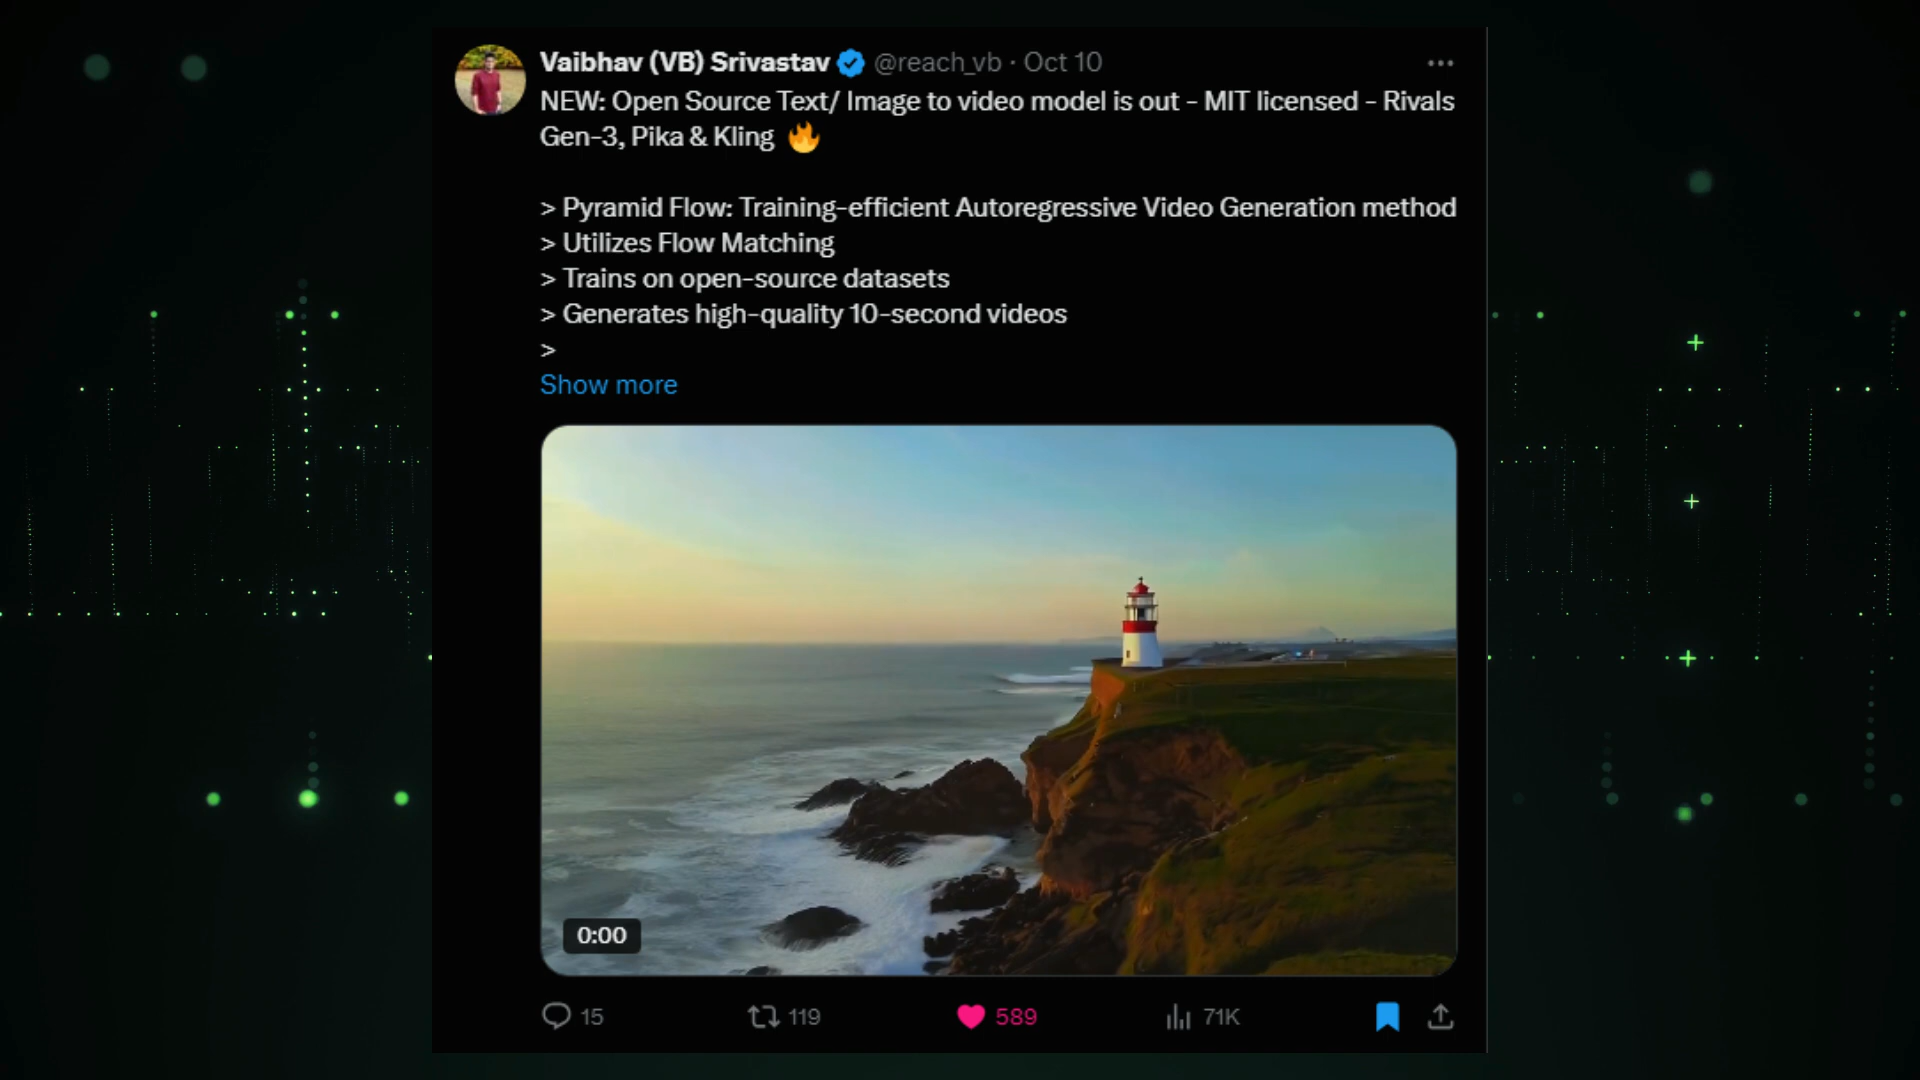 Vaibhav (VB) Srivastav @reach_vb · Oct 10
NEW: Open Source Text/ Image to video model is out - MIT licensed - Rivals
Gen-3, Pika & Kling 🔥
> Pyramid Flow: Training-efficient Autoregressive Video Generation method
> Utilizes Flow Matching
> Trains on open-source datasets
> Generates high-quality 10-second videos
>
Show more
0:00
15 119 589 71K